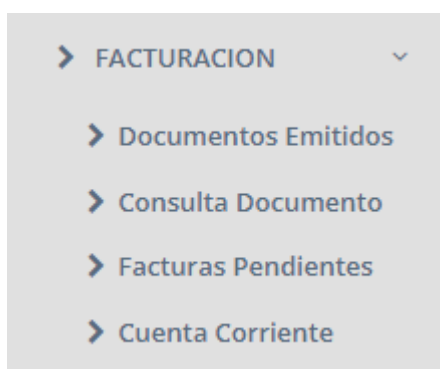 FACTURACION
Documentos Emitidos
Consulta Documento
Facturas Pendientes
Cuenta Corriente